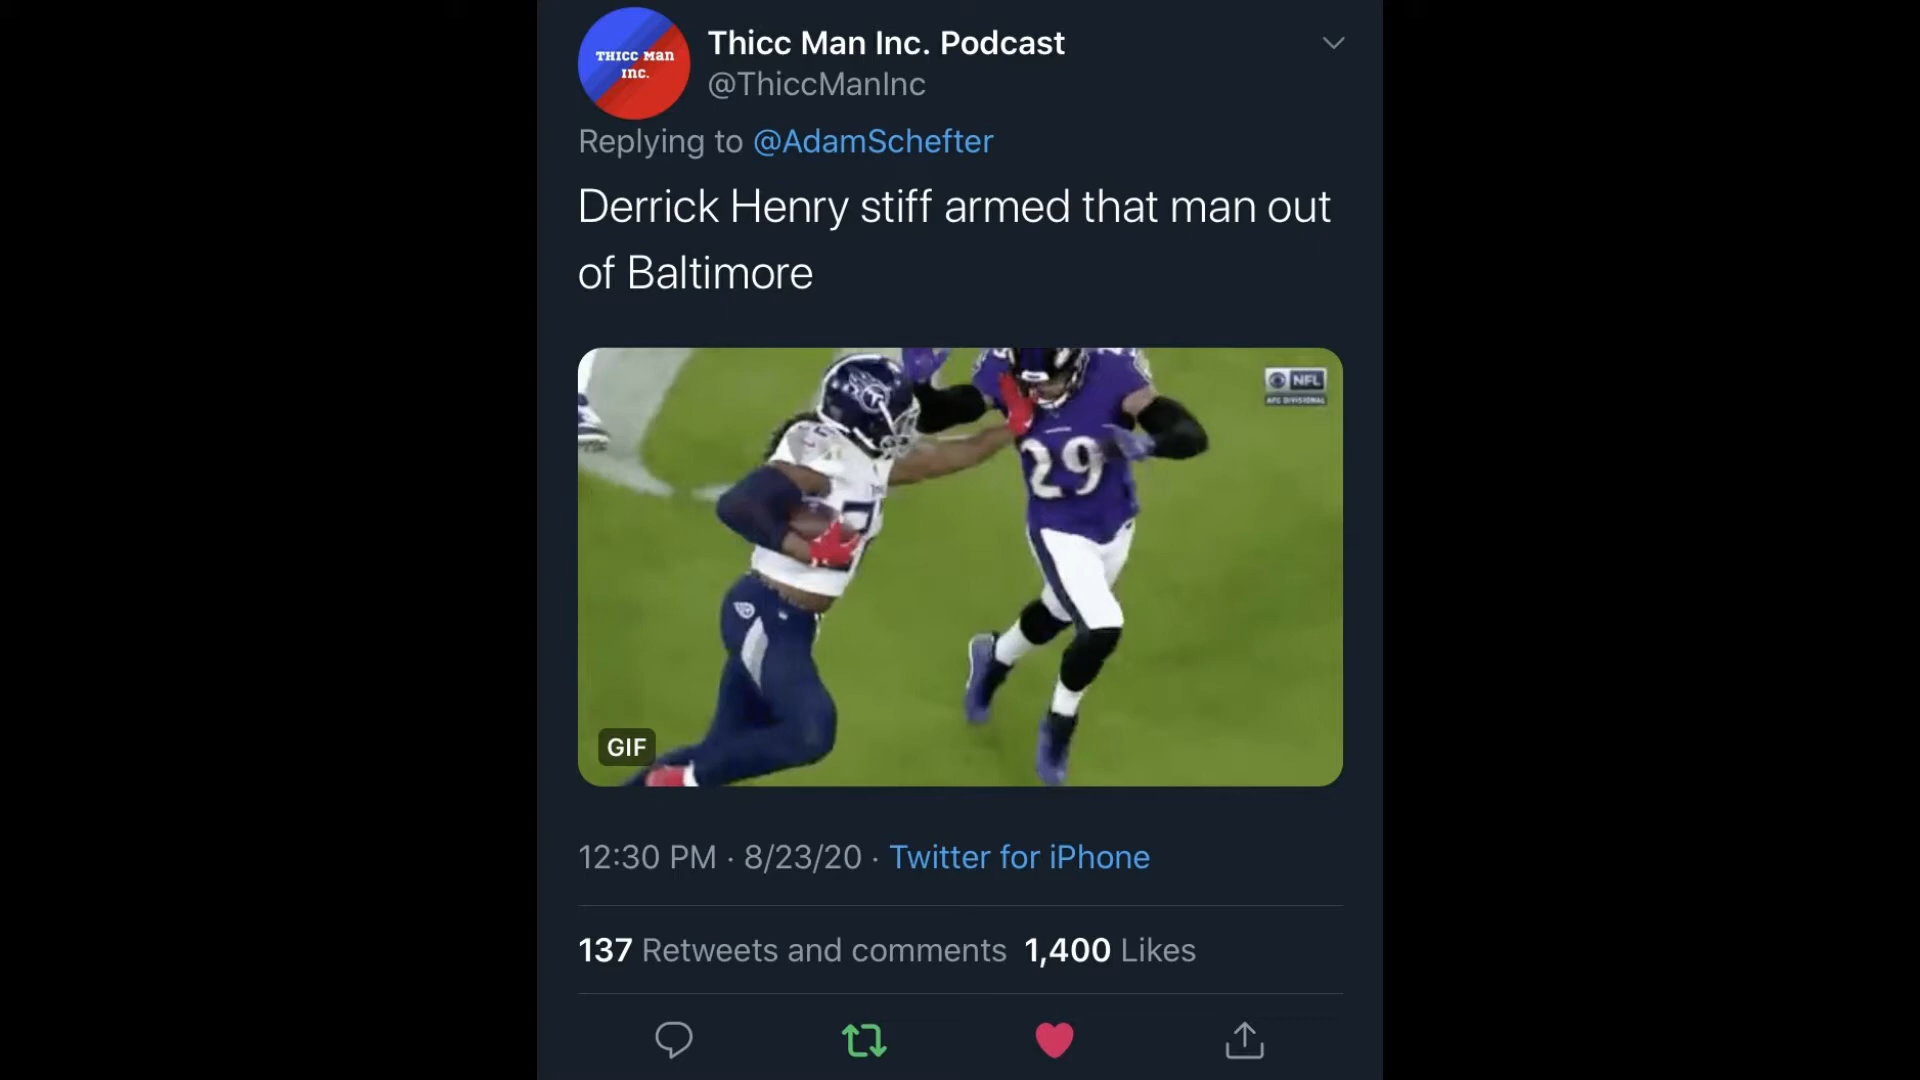 THICC Man
INC.
Thicc Man Inc. Podcast
@ThiccManInc
Replying to @AdamSchefter
Derrick Henry stiff armed that man out
of Baltimore
NFL
AFC DIVISIONAL
29
GIF
12:30 PM · 8/23/20 · Twitter for iPhone
137 Retweets and comments 1,400 Likes